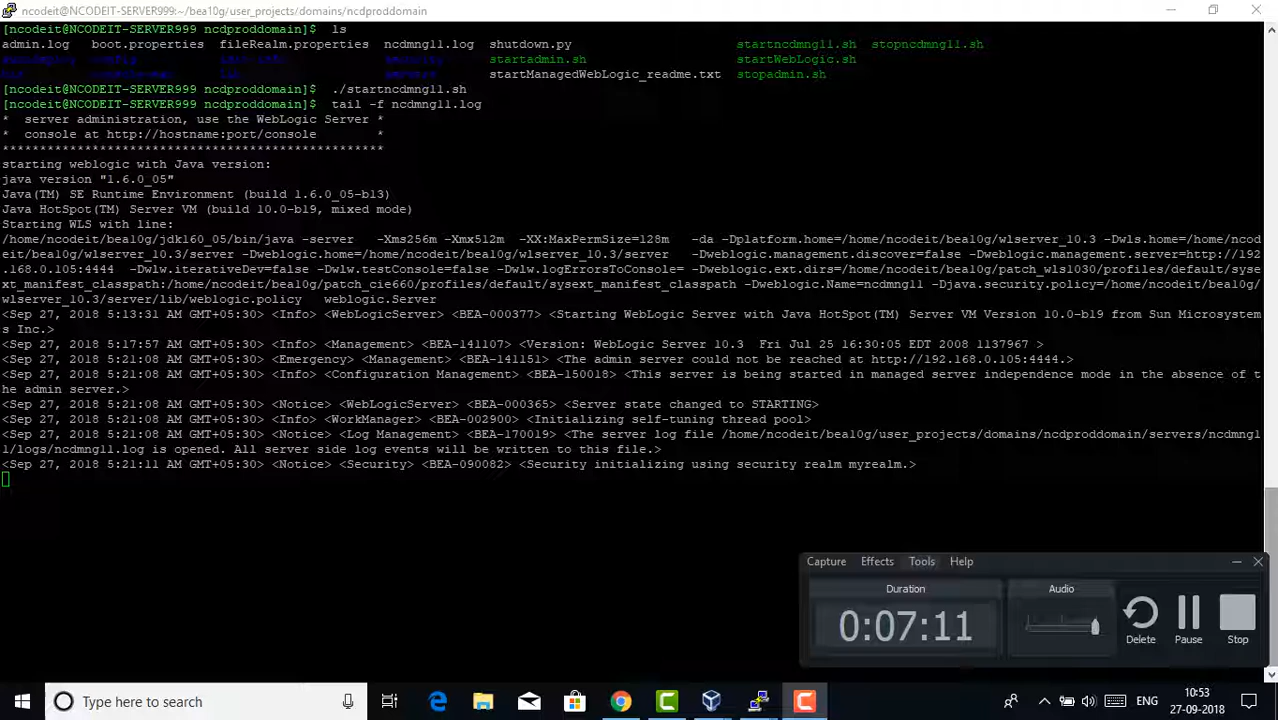 ncodeit@NCODEIT-SERVER999:~/bea10g/user_projects/domains/ncdproddomain
[ncodeit@NCODEIT-SERVER999 ncdproddomain]$ ls
admin.log boot.properties fileRealm.properties ncdmng11.log shutdown.py startncdmng11.sh stopncdmng11.sh
startadmin.sh startWebLogic.sh
startManagedWebLogic_readme.txt stopadmin.sh
[ncodeit@NCODEIT-SERVER999 ncdproddomain]$ ./startncdmng11.sh
[ncodeit@NCODEIT-SERVER999 ncdproddomain]$ tail -f ncdmng11.log
* server administration, use the WebLogic Server *
* console at http://hostname:port/console *
***************************************************
starting weblogic with Java version:
java version "1.6.0_05"
Java(TM) SE Runtime Environment (build 1.6.0_05-b13)
Java HotSpot(TM) Server VM (build 10.0-b19, mixed mode)
Starting WLS with line:
/home/ncodeit/bea10g/jdk160_05/bin/java -server -Xms256m -Xmx512m -XX:MaxPermSize=128m -da -Dplatform.home=/home/ncodeit/bea10g/wlserver_10.3 -Dwls.home=/home/ncod
eit/bea10g/wlserver_10.3/server -Dweblogic.home=/home/ncodeit/bea10g/wlserver_10.3/server -Dweblogic.management.discover=false -Dweblogic.management.server=http://192
.168.0.105:4444 -Dwlw.iterativeDev=false -Dwlw.testConsole=false -Dwlw.logErrorsToConsole= -Dweblogic.ext.dirs=/home/ncodeit/bea10g/patch_wls1030/profiles/default/syse
xt_manifest_classpath:/home/ncodeit/bea10g/patch_cie660/profiles/default/sysext_manifest_classpath -Dweblogic.Name=ncdmng11 -Djava.security.policy=/home/ncodeit/bea10g/
wlserver_10.3/server/lib/weblogic.policy weblogic.Server
<Sep 27, 2018 5:13:31 AM GMT+05:30> <Info> <WebLogicServer> <BEA-000377> <Starting WebLogic Server with Java HotSpot(TM) Server VM Version 10.0-b19 from Sun Microsystem
s Inc.>
<Sep 27, 2018 5:17:57 AM GMT+05:30> <Info> <Management> <BEA-141107> <Version: WebLogic Server 10.3 Fri Jul 25 16:30:05 EDT 2008 1137967 >
<Sep 27, 2018 5:21:08 AM GMT+05:30> <Emergency> <Management> <BEA-141151> <The admin server could not be reached at http://192.168.0.105:4444.>
<Sep 27, 2018 5:21:08 AM GMT+05:30> <Info> <Configuration Management> <BEA-150018> <This server is being started in managed server independence mode in the absence of t
he admin server.>
<Sep 27, 2018 5:21:08 AM GMT+05:30> <Notice> <WebLogicServer> <BEA-000365> <Server state changed to STARTING>
<Sep 27, 2018 5:21:08 AM GMT+05:30> <Info> <WorkManager> <BEA-002900> <Initializing self-tuning thread pool>
<Sep 27, 2018 5:21:08 AM GMT+05:30> <Notice> <Log Management> <BEA-170019> <The server log file /home/ncodeit/bea10g/user_projects/domains/ncdproddomain/servers/ncdmng1
1/logs/ncdmng11.log is opened. All server side log events will be written to this file.>
<Sep 27, 2018 5:21:11 AM GMT+05:30> <Notice> <Security> <BEA-090082> <Security initializing using security realm myrealm.>
Capture Effects Tools Help
Duration
Audio
0:07:11
Delete Pause Stop
Type here to search
ENG
10:53
27-09-2018